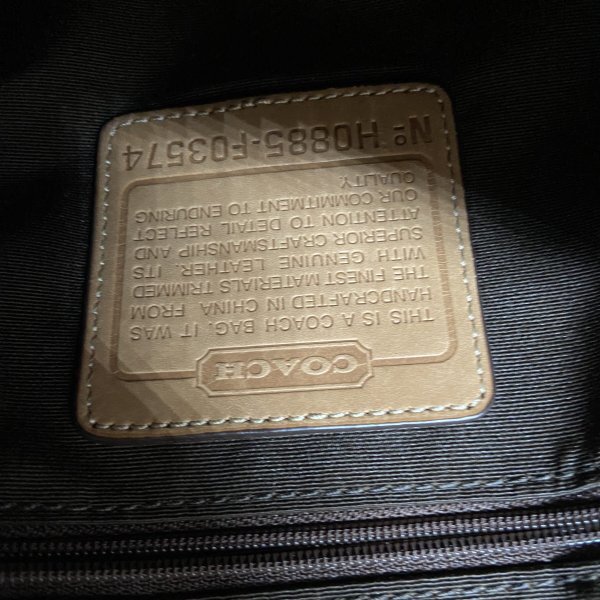 COACH
THIS IS A COACH BAG. IT WAS
HANDCRAFTED IN CHINA FROM
THE FINEST MATERIALS TRIMMED
WITH GENUINE LEATHER. ITS
SUPERIOR CRAFTSMANSHIP AND
ATTENTION TO DETAIL REFLECT
OUR COMMITMENT TO ENDURING
QUALITY.
Nº H0885-F03574